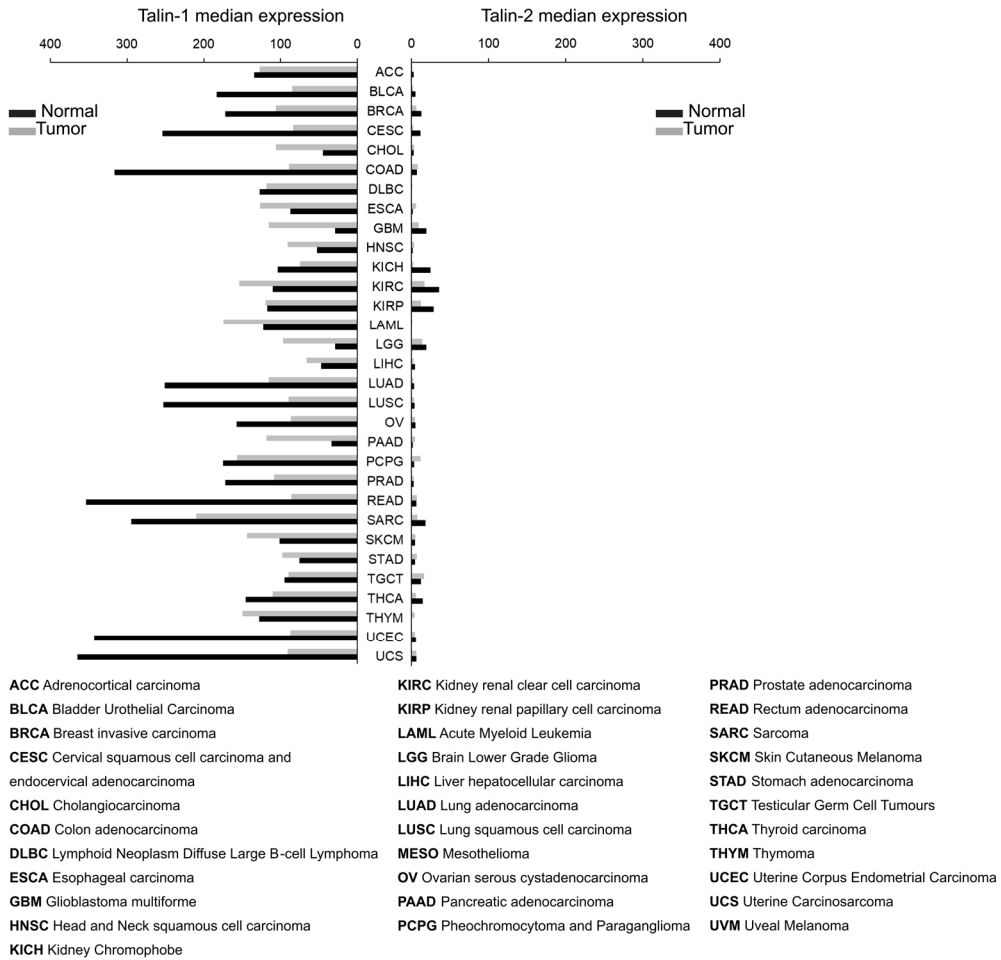 Talin-1 median expression
Talin-2 median expression
400 300 200 100 0
0 100 200 300 400
Normal
Tumor
Normal
Tumor
ACC
BLCA
BRCA
CESC
CHOL
COAD
DLBC
ESCA
GBM
HNSC
KICH
KIRC
KIRP
LAML
LGG
LIHC
LUAD
LUSC
OV
PAAD
PCPG
PRAD
READ
SARC
SKCM
STAD
TGCT
THCA
THYM
UCEC
UCS
ACC Adrenocortical carcinoma
BLCA Bladder Urothelial Carcinoma
BRCA Breast invasive carcinoma
CESC Cervical squamous cell carcinoma and
endocervical adenocarcinoma
CHOL Cholangiocarcinoma
COAD Colon adenocarcinoma
DLBC Lymphoid Neoplasm Diffuse Large B-cell Lymphoma
ESCA Esophageal carcinoma
GBM Glioblastoma multiforme
HNSC Head and Neck squamous cell carcinoma
KICH Kidney Chromophobe
KIRC Kidney renal clear cell carcinoma
KIRP Kidney renal papillary cell carcinoma
LAML Acute Myeloid Leukemia
LGG Brain Lower Grade Glioma
LIHC Liver hepatocellular carcinoma
LUAD Lung adenocarcinoma
LUSC Lung squamous cell carcinoma
MESO Mesothelioma
OV Ovarian serous cystadenocarcinoma
PAAD Pancreatic adenocarcinoma
PCPG Pheochromocytoma and Paraganglioma
PRAD Prostate adenocarcinoma
READ Rectum adenocarcinoma
SARC Sarcoma
SKCM Skin Cutaneous Melanoma
STAD Stomach adenocarcinoma
TGCT Testicular Germ Cell Tumours
THCA Thyroid carcinoma
THYM Thymoma
UCEC Uterine Corpus Endometrial Carcinoma
UCS Uterine Carcinosarcoma
UVM Uveal Melanoma